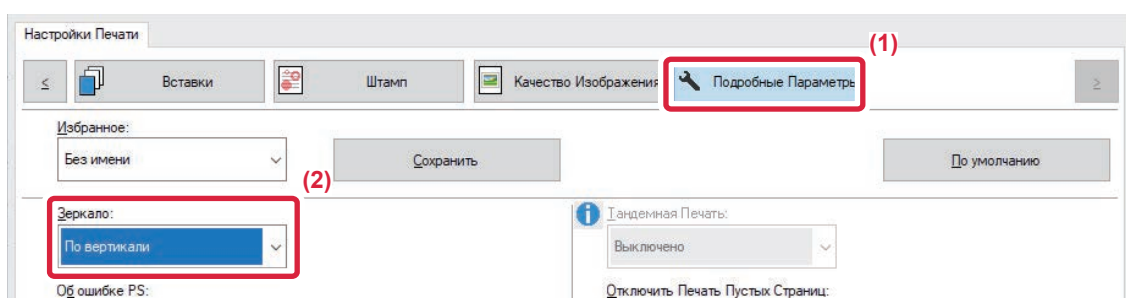 Настройки Печати
(1)
≤ Вставки Штамп Качество Изображения Подробные Параметры ≥
Избранное:
Без имени Сохранить По умолчанию
(2)
Зеркало: Тандемная Печать:
По вертикали Выключено
Об ошибке PS: Отключить Печать Пустых Страниц: